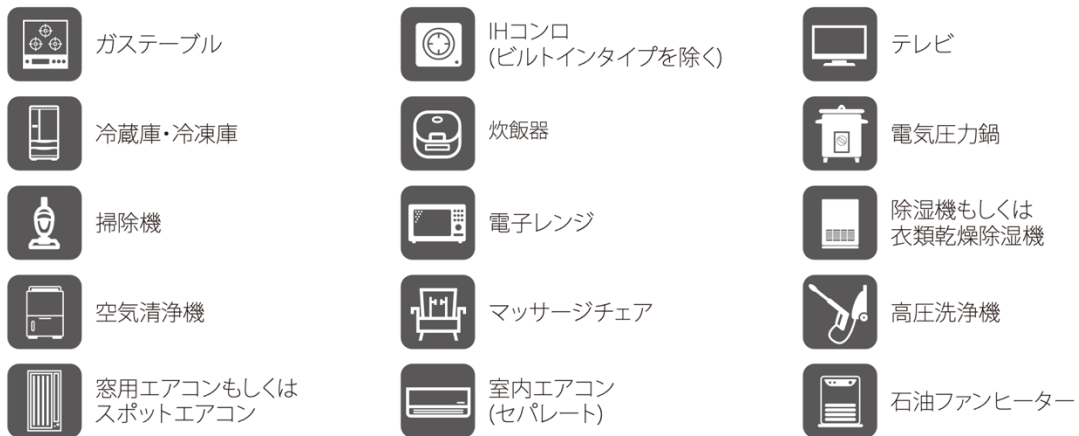 ガステーブル
IHコンロ
(ビルトインタイプを除く)
テレビ
冷蔵庫・冷凍庫
炊飯器
電気圧力鍋
掃除機
電子レンジ
除湿機もしくは
衣類乾燥除湿機
空気清浄機
マッサージチェア
高圧洗浄機
窓用エアコンもしくは
スポットエアコン
室内エアコン
(セパレート)
石油ファンヒーター